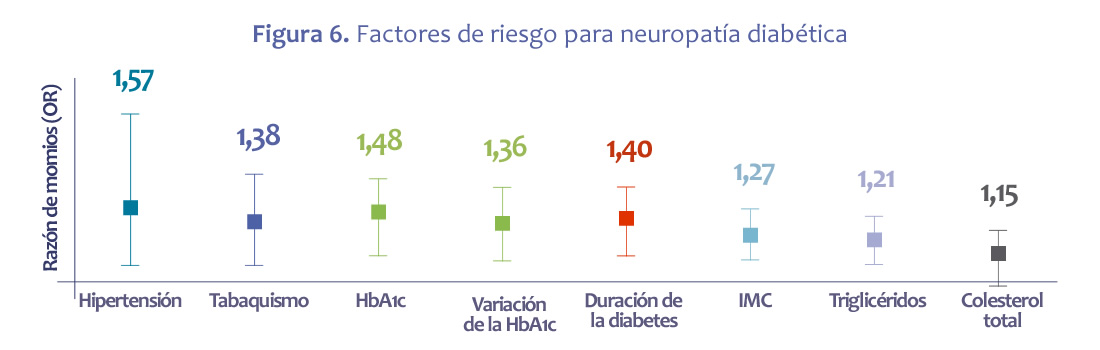 Figura 6. Factores de riesgo para neuropatía diabética
Razón de momios (OR)
1,57
1,38
1,48
1,36
1,40
1,27
1,21
1,15
Hipertensión
Tabaquismo
HbA1c
Variación
de la HbA1c
Duración de
la diabetes
IMC
Triglicéridos
Colesterol
total